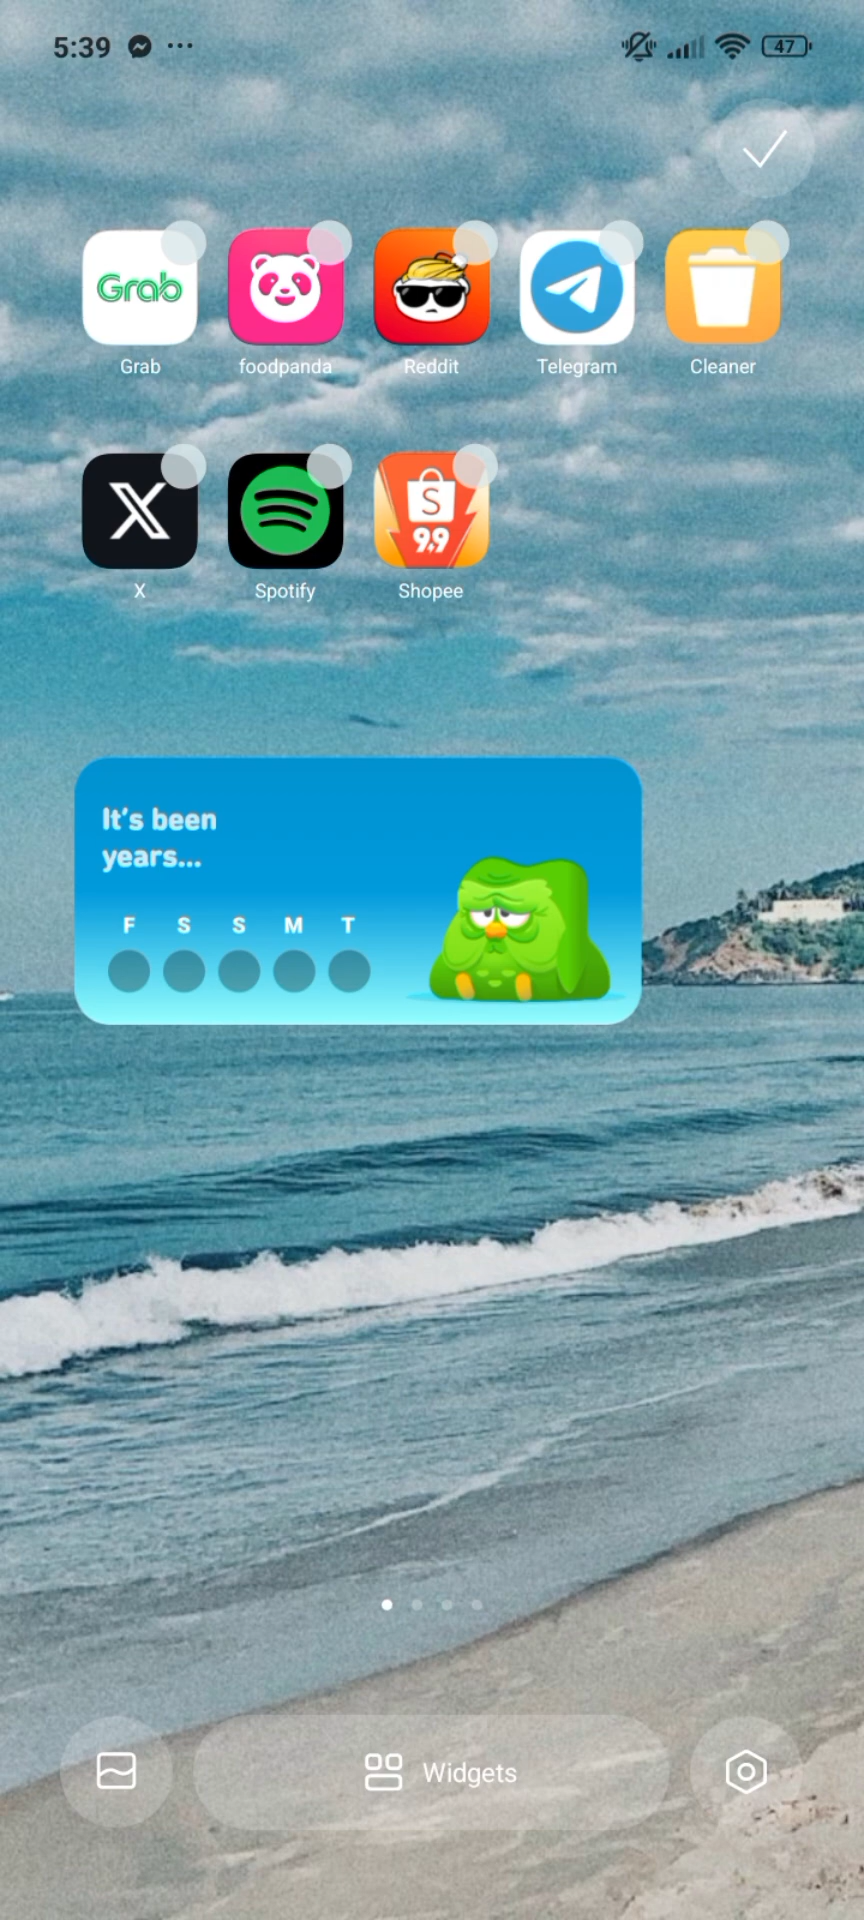 5:39
47
Grab
Grab
foodpanda
Reddit
Telegram
Cleaner
X
S
9.9
X
Spotify
Shopee
It's been
years...
F S S M T
Widgets